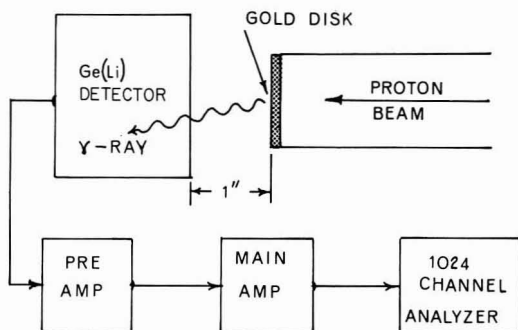 GOLD DISK
Ge(Li)
DETECTOR
γ-RAY
PROTON
BEAM
1"
PRE
AMP
MAIN
AMP
1024
CHANNEL
ANALYZER